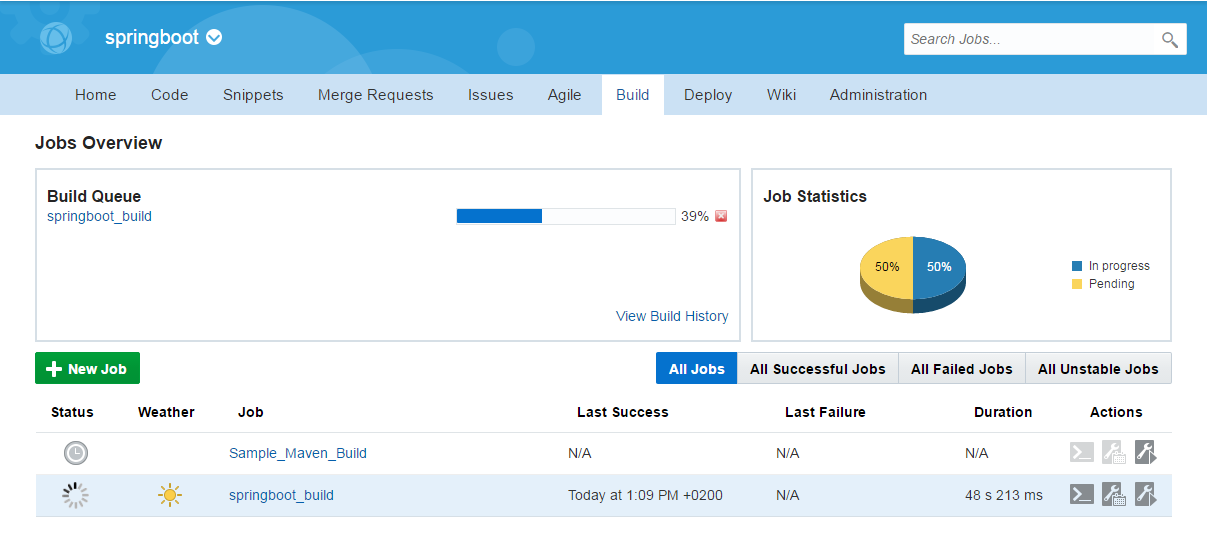 springboot
Search Jobs...
Home Code Snippets Merge Requests Issues Agile Build Deploy Wiki Administration
Jobs Overview
Build Queue
springboot_build 39%
View Build History
Job Statistics
50% 50%
In progress
Pending
New Job
All Jobs All Successful Jobs All Failed Jobs All Unstable Jobs
Status Weather Job Last Success Last Failure Duration Actions
Sample_Maven_Build N/A N/A N/A
springboot_build Today at 1:09 PM +0200 N/A 48 s 213 ms